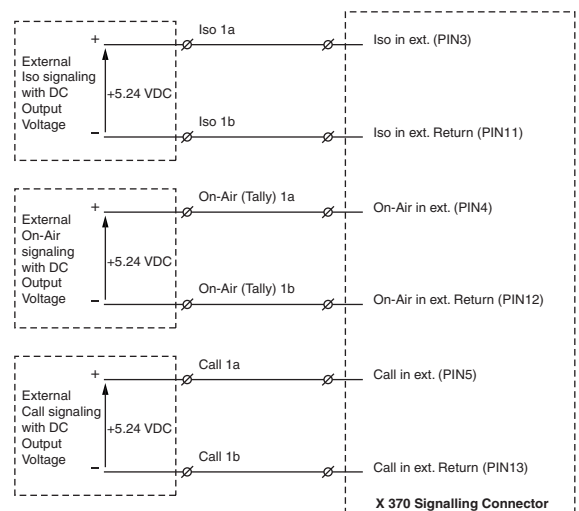 External
Iso signaling
with DC
Output
Voltage
+
+5.24 VDC
–
Iso 1a
Iso 1b
Iso in ext. (PIN3)
Iso in ext. Return (PIN11)
External
On-Air
signaling
with DC
Output
Voltage
+
+5.24 VDC
–
On-Air (Tally) 1a
On-Air (Tally) 1b
On-Air in ext. (PIN4)
On-Air in ext. Return (PIN12)
External
Call signaling
with DC
Output
Voltage
+
+5.24 VDC
–
Call 1a
Call 1b
Call in ext. (PIN5)
Call in ext. Return (PIN13)
X 370 Signalling Connector